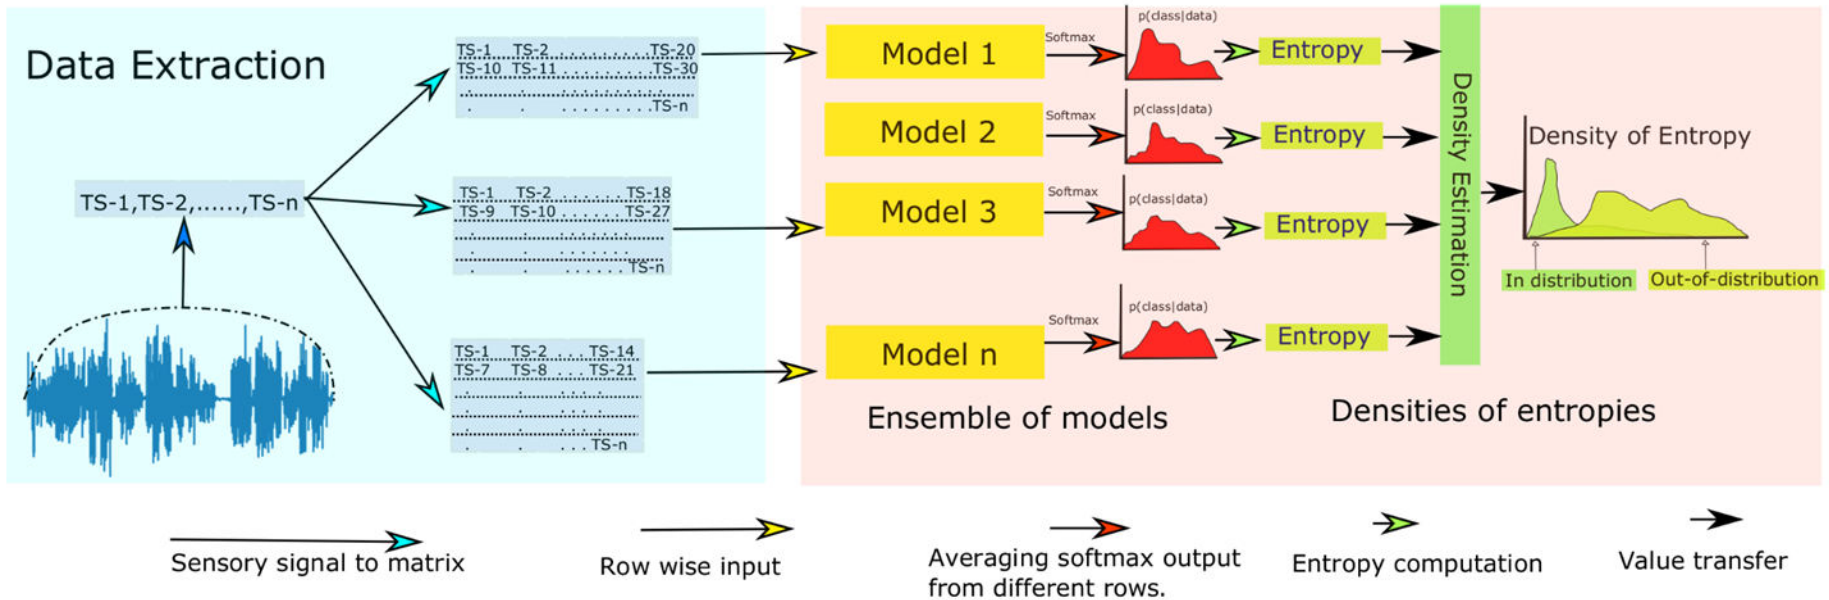 Data Extraction
TS-1,TS-2,......,TS-n
TS-1 TS-2 . . . . . . . . . .TS-20
TS-10 TS-11 . . . . . . . . . .TS-30
. . . . . . . . . . . .
. . . . . . . . . . .TS-n
TS-1 TS-2 . . . . . . . TS-18
TS-9 TS-10 . . . . . . TS-27
. . . . . . . . .
. . . . . . . . .
. . . . . . . . TS-n
TS-1 TS-2 . . . TS-14
TS-7 TS-8 . . . TS-21
. . . . . .
. . . . . .
. . . . . TS-n
Model 1
Softmax
p(class|data)
Entropy
Model 2
Softmax
p(class|data)
Entropy
Model 3
Softmax
p(class|data)
Entropy
Model n
Softmax
p(class|data)
Entropy
Density Estimation
Density of Entropy
In distribution
Out-of-distribution
Ensemble of models
Densities of entropies
Sensory signal to matrix
Row wise input
Averaging softmax output
from different rows.
Entropy computation
Value transfer